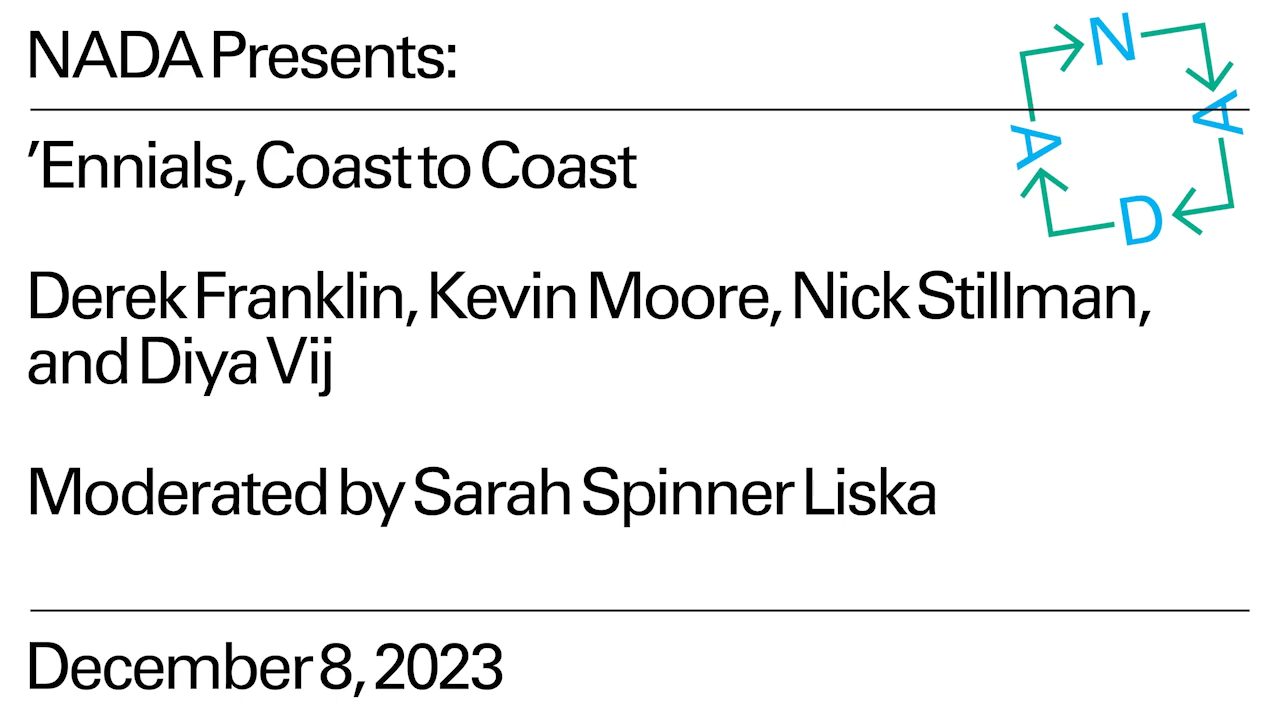 NADA Presents:
N
A
D
A
’Ennials, Coast to Coast
Derek Franklin, Kevin Moore, Nick Stillman,
and Diya Vij
Moderated by Sarah Spinner Liska
December 8, 2023